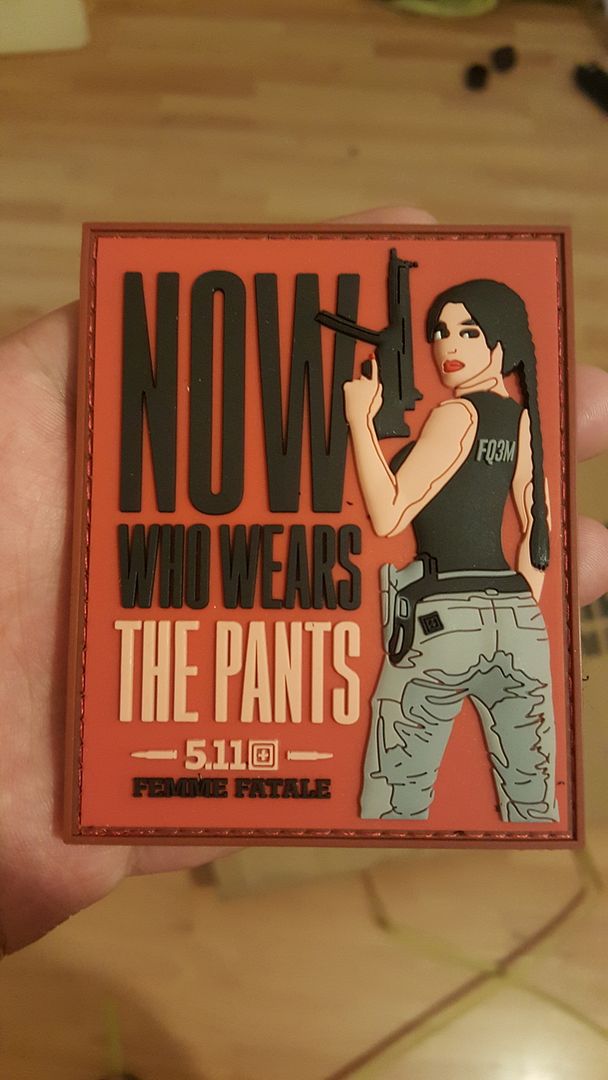 NOW
WHO WEARS
THE PANTS
5.11
FEMME FATALE
FQ3M